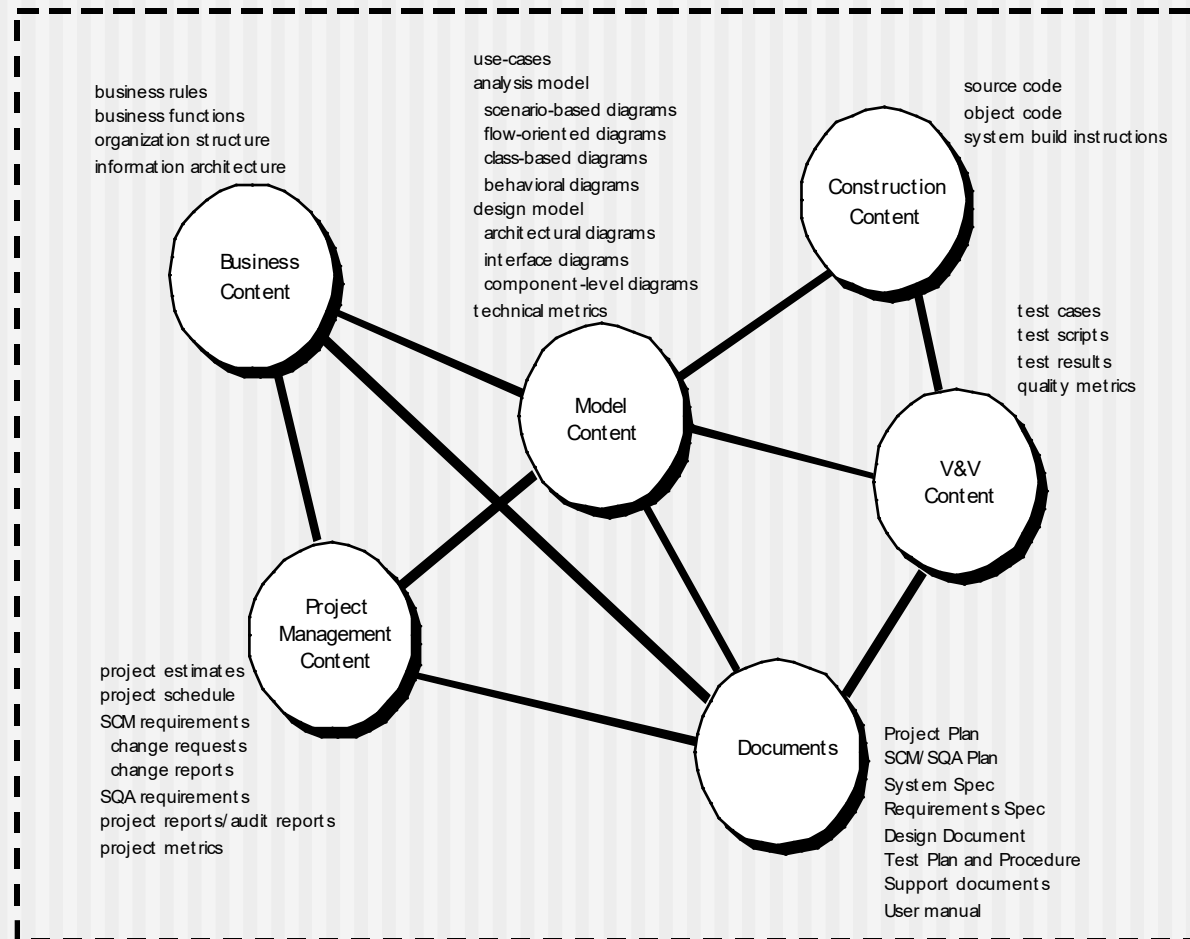 business rules
business functions
organization structure
information architecture
Business
Content
use-cases
analysis model
scenario-based diagrams
flow-oriented diagrams
class-based diagrams
behavioral diagrams
design model
architectural diagrams
interface diagrams
component-level diagrams
technical metrics
Model
Content
source code
object code
system build instructions
Construction
Content
test cases
test scripts
test results
quality metrics
V&V
Content
Project
Management
Content
project estimates
project schedule
SCM requirements
change requests
change reports
SQA requirements
project reports/audit reports
project metrics
Documents
Project Plan
SCM/SQA Plan
System Spec
Requirements Spec
Design Document
Test Plan and Procedure
Support documents
User manual